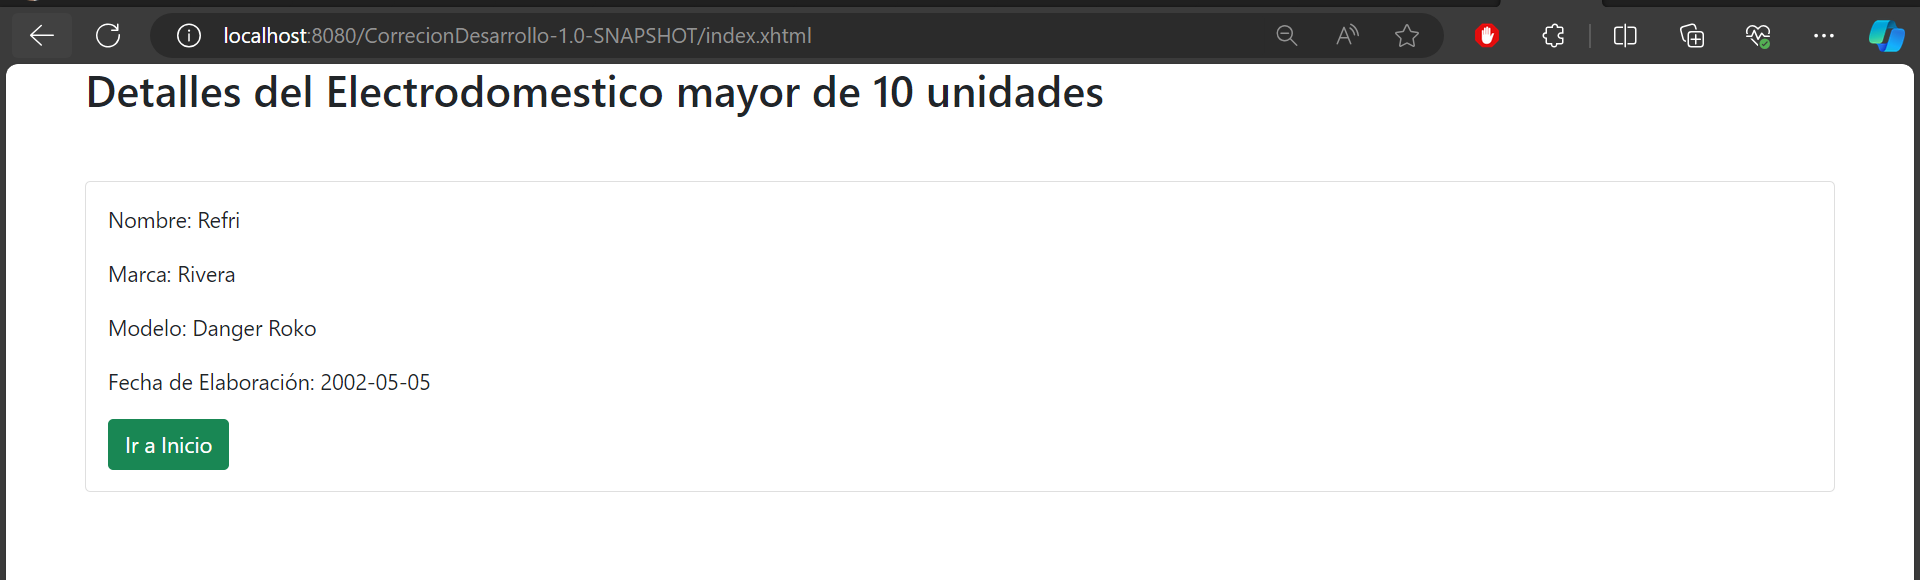 localhost:8080/CorrecionDesarrollo-1.0-SNAPSHOT/index.xhtml
Detalles del Electrodomestico mayor de 10 unidades
Nombre: Refri
Marca: Rivera
Modelo: Danger Roko
Fecha de Elaboración: 2002-05-05
Ir a Inicio